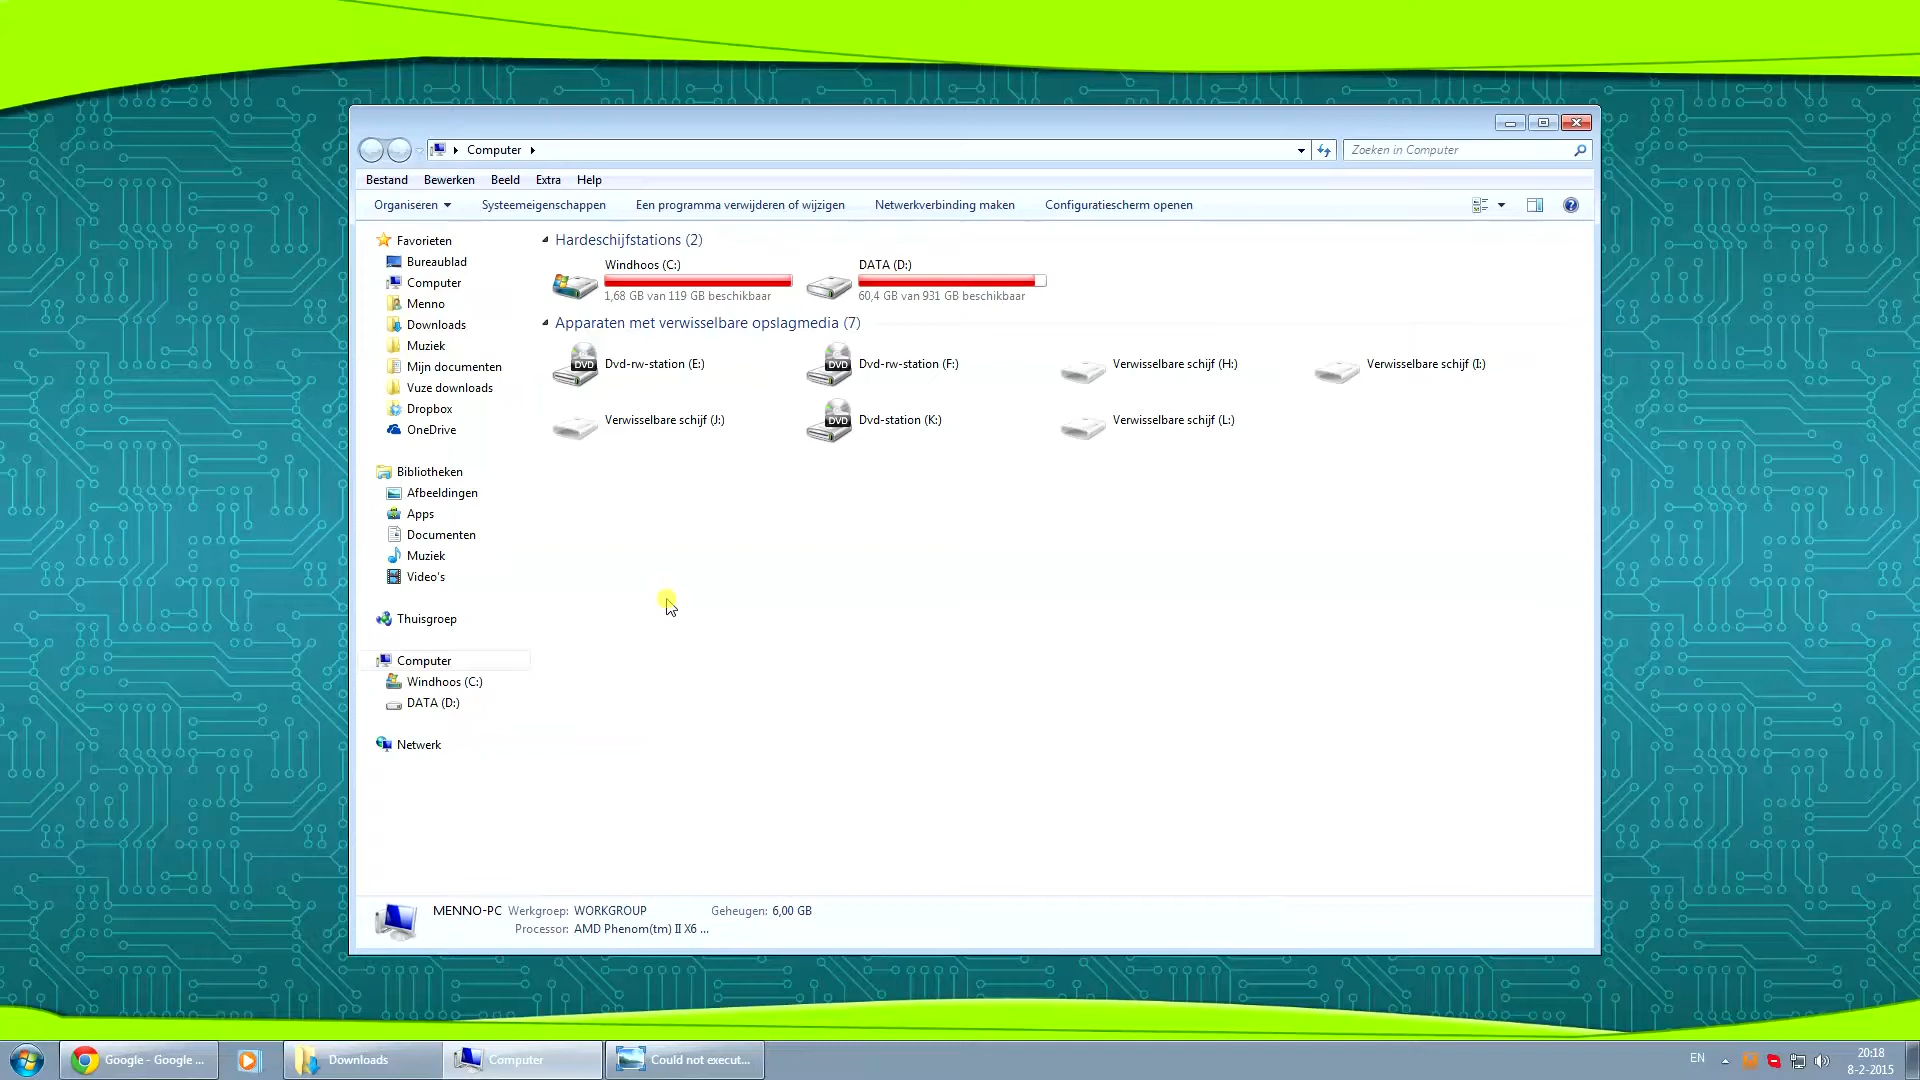 Computer
Zoeken in Computer
Bestand Bewerken Beeld Extra Help
Organiseren Systeemeigenschappen Een programma verwijderen of wijzigen Netwerkverbinding maken Configuratiescherm openen
Favorieten
Bureaublad
Computer
Menno
Downloads
Muziek
Mijn documenten
Vuze downloads
Dropbox
OneDrive
Bibliotheken
Afbeeldingen
Apps
Documenten
Muziek
Video's
Thuisgroep
Computer
Windhoos (C:)
DATA (D:)
Netwerk
Hardeschijfstations (2)
Windhoos (C:)
1,68 GB van 119 GB beschikbaar
DATA (D:)
60,4 GB van 931 GB beschikbaar
Apparaten met verwisselbare opslagmedia (7)
DVD Dvd-rw-station (E:)
DVD Dvd-rw-station (F:)
Verwisselbare schijf (H:)
Verwisselbare schijf (I:)
Verwisselbare schijf (J:)
DVD Dvd-station (K:)
Verwisselbare schijf (L:)
MENNO-PC Werkgroep: WORKGROUP Geheugen: 6,00 GB
Processor: AMD Phenom(tm) II X6 ...
Google - Google ...
Downloads
Computer
Could not execut...
EN
20:18
8-2-2015